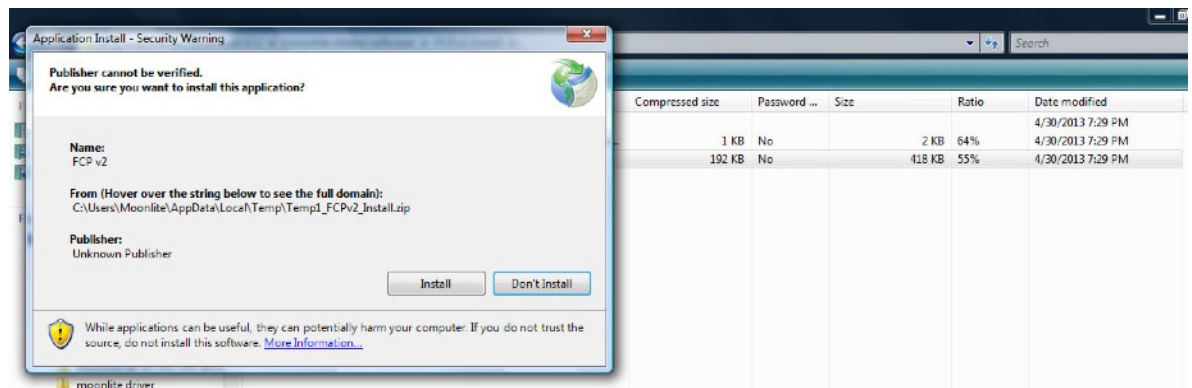 Application Install - Security Warning
Search
Publisher cannot be verified.
Are you sure you want to install this application?
Compressed size Password ... Size Ratio Date modified
4/30/2013 7:29 PM
1 KB No 2 KB 64% 4/30/2013 7:29 PM
192 KB No 418 KB 55% 4/30/2013 7:29 PM
Name:
FCP v2
From (Hover over the string below to see the full domain):
C:\Users\Moonlite\AppData\Local\Temp\Temp1_FCPv2_Install.zip
Publisher:
Unknown Publisher
Install Don't Install
While applications can be useful, they can potentially harm your computer. If you do not trust the
source, do not install this software. More Information...
moonlite driver